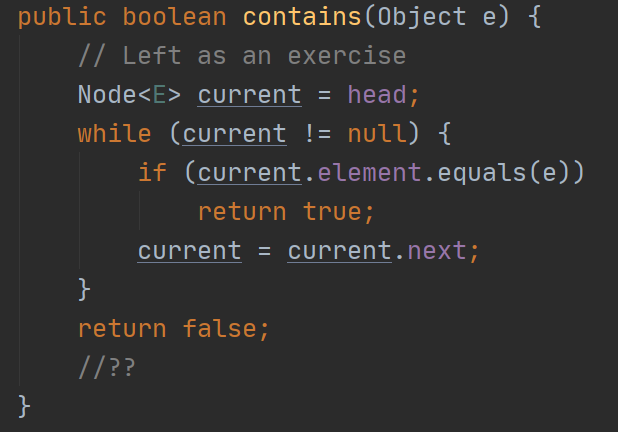 public boolean contains(Object e) {
    // Left as an exercise
    Node<E> current = head;
    while (current != null) {
        if (current.element.equals(e))
            return true;
        current = current.next;
    }
    return false;
    //??
}